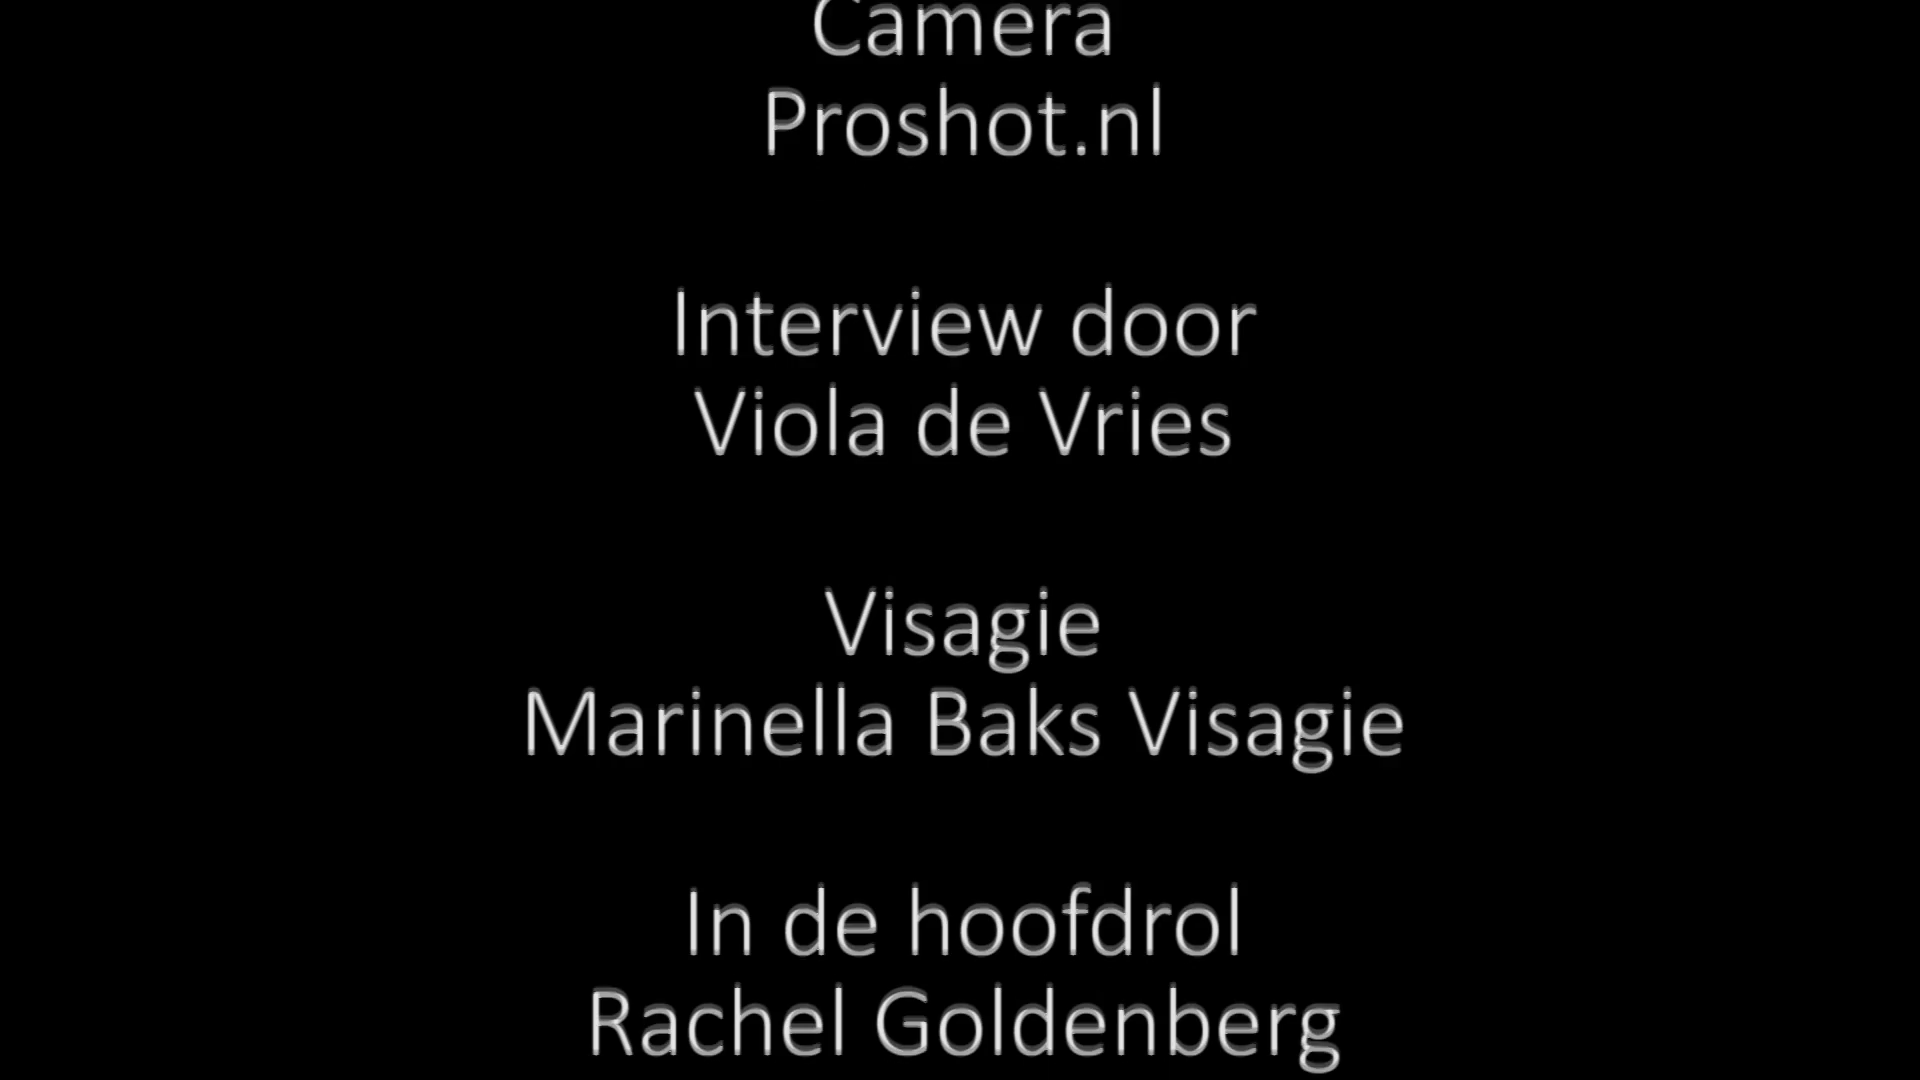 Camera
Proshot.nl
Interview door
Viola de Vries
Visagie
Marinella Baks Visagie
In de hoofdrol
Rachel Goldenberg